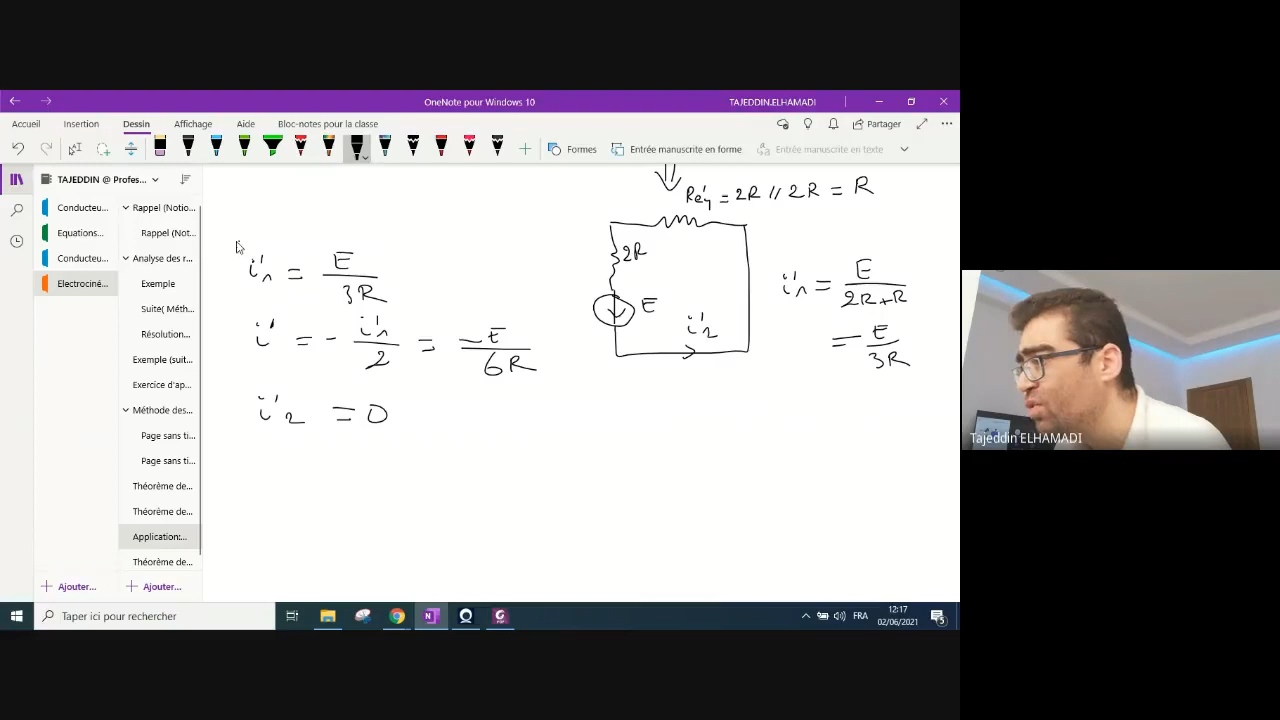 OneNote pour Windows 10
TAJEDDIN.ELHAMADI
Accueil
Insertion
Dessin
Affichage
Aide
Bloc-notes pour la classe
Partager
Formes
Entrée manuscrite en forme
Entrée manuscrite en texte
TAJEDDIN @ Profes...
Conducteu...
Equations...
Conducteu...
Electrociné...
Rappel (Notio...
Rappel (Not...
Analyse des r...
Exemple
Suite( Méth...
Résolution...
Exemple (suit...
Exercice d'ap...
Méthode des...
Page sans ti...
Page sans ti...
Théorème de...
Théorème de...
Application:...
Théorème de...
Ajouter...
Ajouter...
Ré'q = 2R // 2R = R
2R
E
i'2
i'1 = E / 2R+R
= E / 3R
i'1 = E / 3R
i' = - i'1 / 2 = -E / 6R
i'2 = 0
Tajeddin ELHAMADI
Taper ici pour rechercher
FRA
12:17
02/06/2021
5